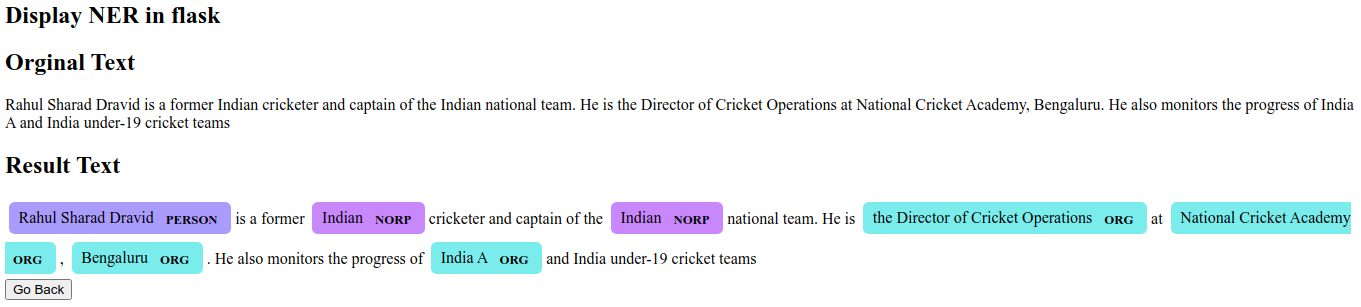 Display NER in flask
Orginal Text
Rahul Sharad Dravid is a former Indian cricketer and captain of the Indian national team. He is the Director of Cricket Operations at National Cricket Academy, Bengaluru. He also monitors the progress of India
A and India under-19 cricket teams
Result Text
Rahul Sharad Dravid PERSON is a former Indian NORP cricketer and captain of the Indian NORP national team. He is the Director of Cricket Operations ORG at National Cricket Academy
ORG , Bengaluru ORG . He also monitors the progress of India A ORG and India under-19 cricket teams
Go Back